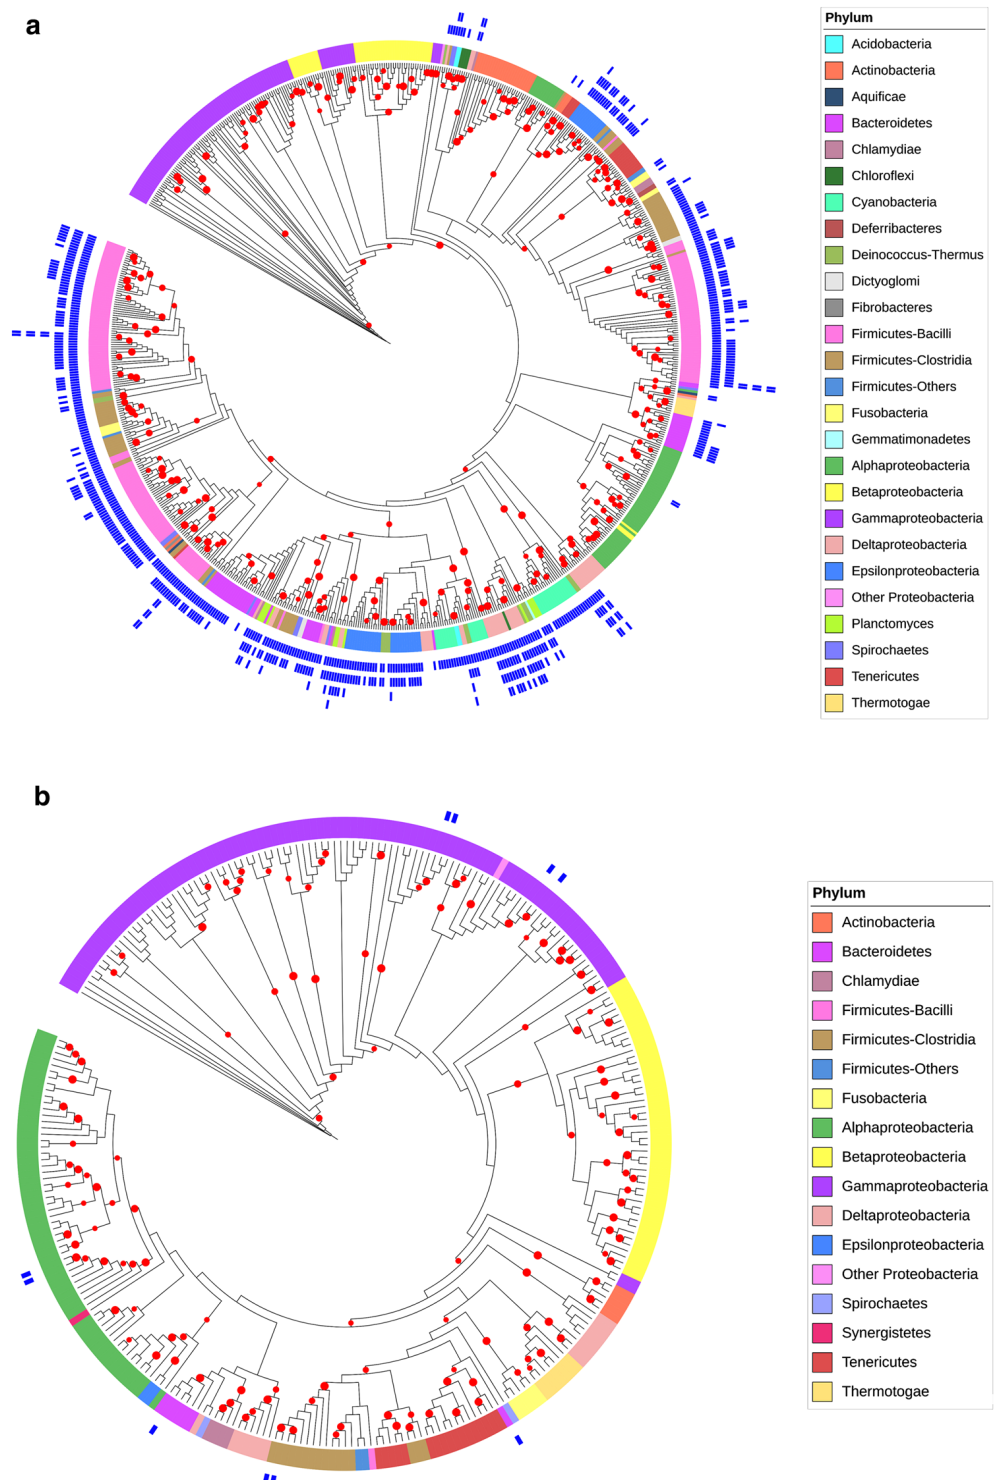 a
Phylum
Acidobacteria
Actinobacteria
Aquificae
Bacteroidetes
Chlamydiae
Chloroflexi
Cyanobacteria
Deferribacteres
Deinococcus-Thermus
Dictyoglomi
Fibrobacteres
Firmicutes-Bacilli
Firmicutes-Clostridia
Firmicutes-Others
Fusobacteria
Gemmatimonadetes
Alphaproteobacteria
Betaproteobacteria
Gammaproteobacteria
Deltaproteobacteria
Epsilonproteobacteria
Other Proteobacteria
Planctomyces
Spirochaetes
Tenericutes
Thermotogae
b
Phylum
Actinobacteria
Bacteroidetes
Chlamydiae
Firmicutes-Bacilli
Firmicutes-Clostridia
Firmicutes-Others
Fusobacteria
Alphaproteobacteria
Betaproteobacteria
Gammaproteobacteria
Deltaproteobacteria
Epsilonproteobacteria
Other Proteobacteria
Spirochaetes
Synergistetes
Tenericutes
Thermotogae